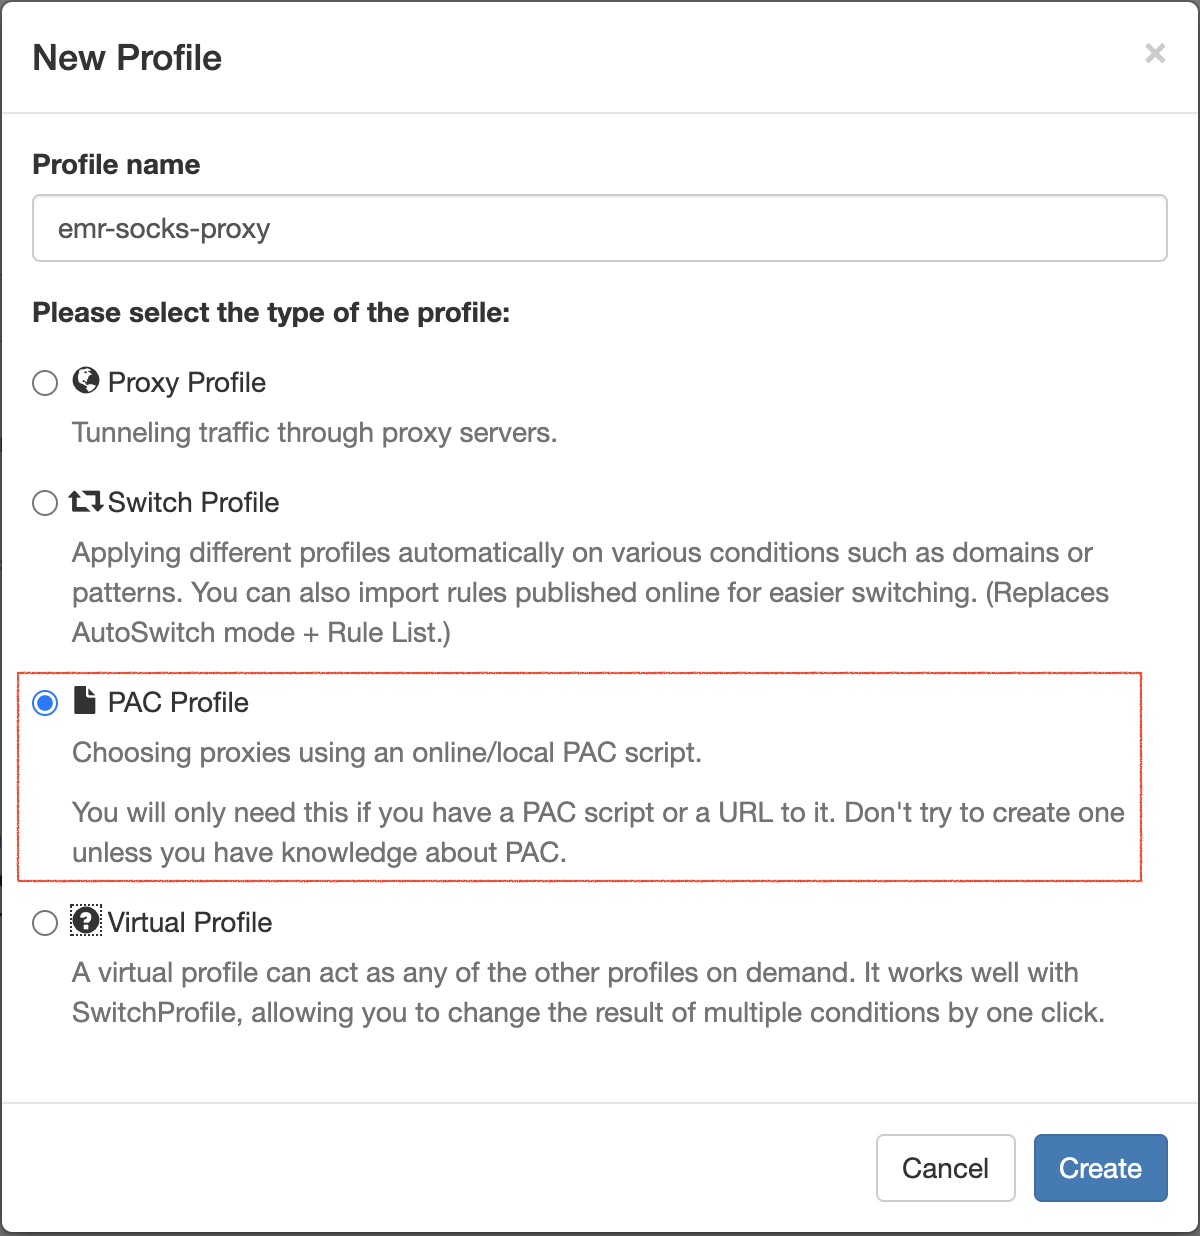 New Profile
×
Profile name
emr-socks-proxy
Please select the type of the profile:
Proxy Profile
Tunneling traffic through proxy servers.
Switch Profile
Applying different profiles automatically on various conditions such as domains or
patterns. You can also import rules published online for easier switching. (Replaces
AutoSwitch mode + Rule List.)
PAC Profile
Choosing proxies using an online/local PAC script.
You will only need this if you have a PAC script or a URL to it. Don't try to create one
unless you have knowledge about PAC.
Virtual Profile
A virtual profile can act as any of the other profiles on demand. It works well with
SwitchProfile, allowing you to change the result of multiple conditions by one click.
Cancel
Create